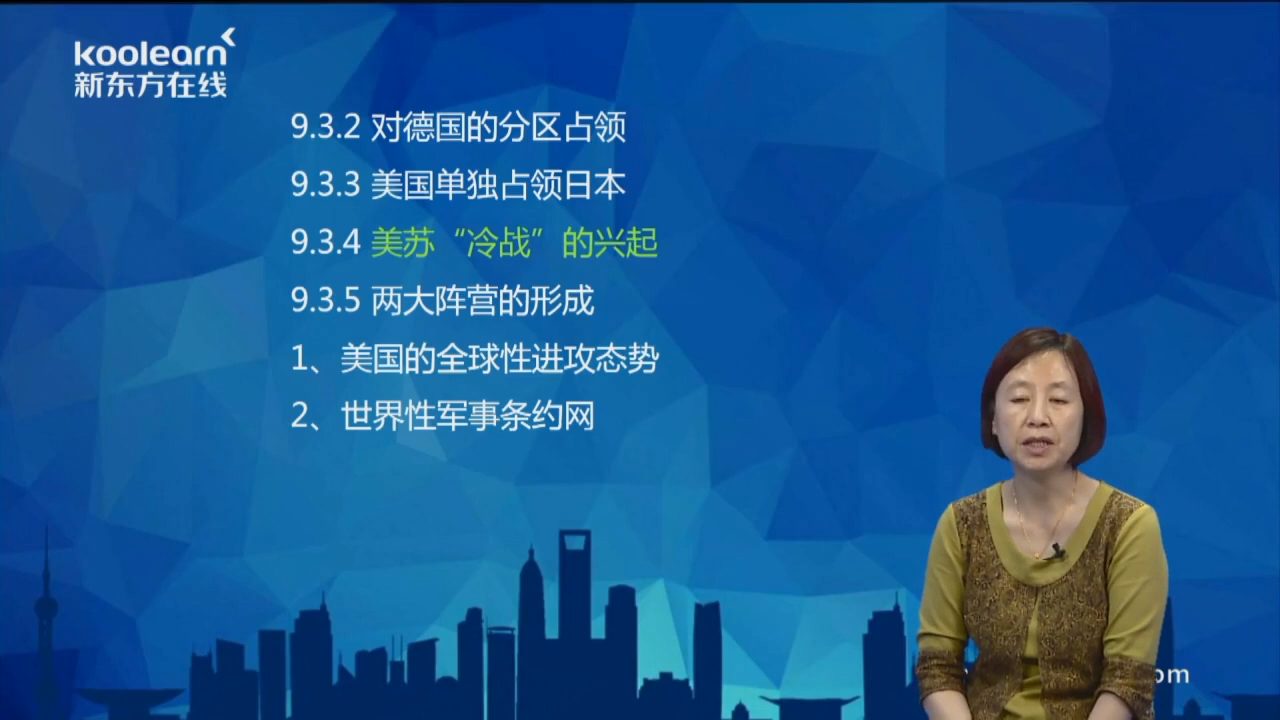 koolearn
新东方在线
9.3.2 对德国的分区占领
9.3.3 美国单独占领日本
9.3.4 美苏“冷战”的兴起
9.3.5 两大阵营的形成
1、美国的全球性进攻态势
2、世界性军事条约网
om